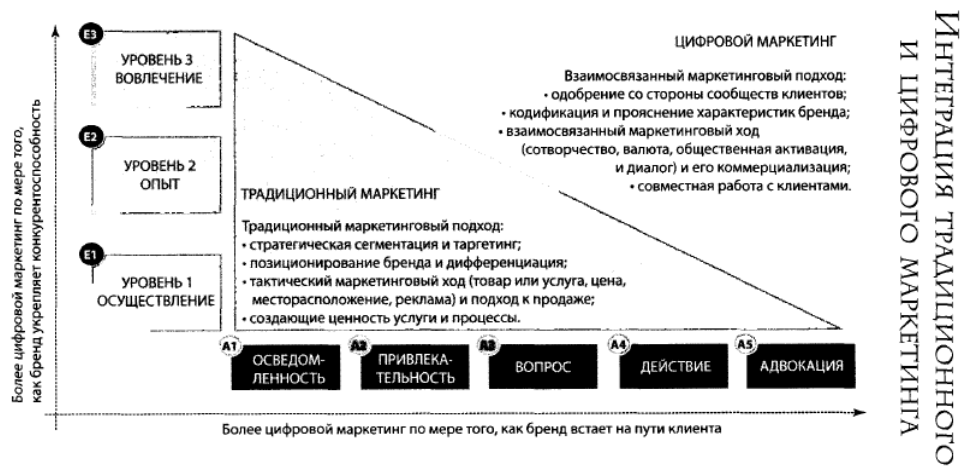 ИНТЕГРАЦИЯ ТРАДИЦИОННОГО
И ЦИФРОВОГО МАРКЕТИНГА
Более цифровой маркетинг по мере того,
как бренд укрепляет конкурентоспособность
E3
УРОВЕНЬ 3
ВОВЛЕЧЕНИЕ
E2
УРОВЕНЬ 2
ОПЫТ
E1
УРОВЕНЬ 1
ОСУЩЕСТВЛЕНИЕ
ЦИФРОВОЙ МАРКЕТИНГ
Взаимосвязанный маркетинговый подход:
• одобрение со стороны сообществ клиентов;
• кодификация и прояснение характеристик бренда;
• взаимосвязанный маркетинговый ход
(сотворчество, валюта, общественная активация,
и диалог) и его коммерциализация;
• совместная работа с клиентами.
ТРАДИЦИОННЫЙ МАРКЕТИНГ
Традиционный маркетинговый подход:
• стратегическая сегментация и таргетинг;
• позиционирование бренда и дифференциация;
• тактический маркетинговый ход (товар или услуга, цена,
месторасположение, реклама) и подход к продаже;
• создающие ценность услуги и процессы.
A1
ОСВЕДОМ-
ЛЕННОСТЬ
A2
ПРИВЛЕКА-
ТЕЛЬНОСТЬ
A3
ВОПРОС
A4
ДЕЙСТВИЕ
A5
АДВОКАЦИЯ
Более цифровой маркетинг по мере того, как бренд встает на пути клиента